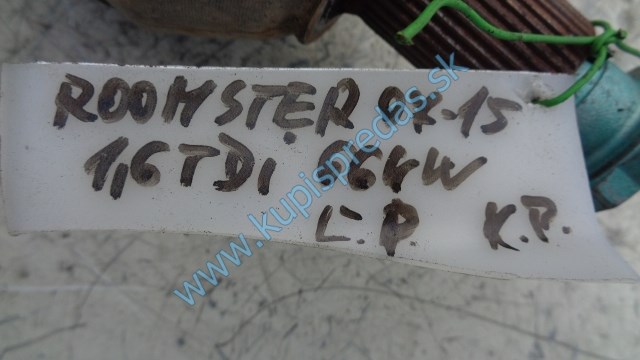 ROOMSTER 07-15
1,6TDI 66KW
Ľ.P. K.P.
www.kupispredas.sk